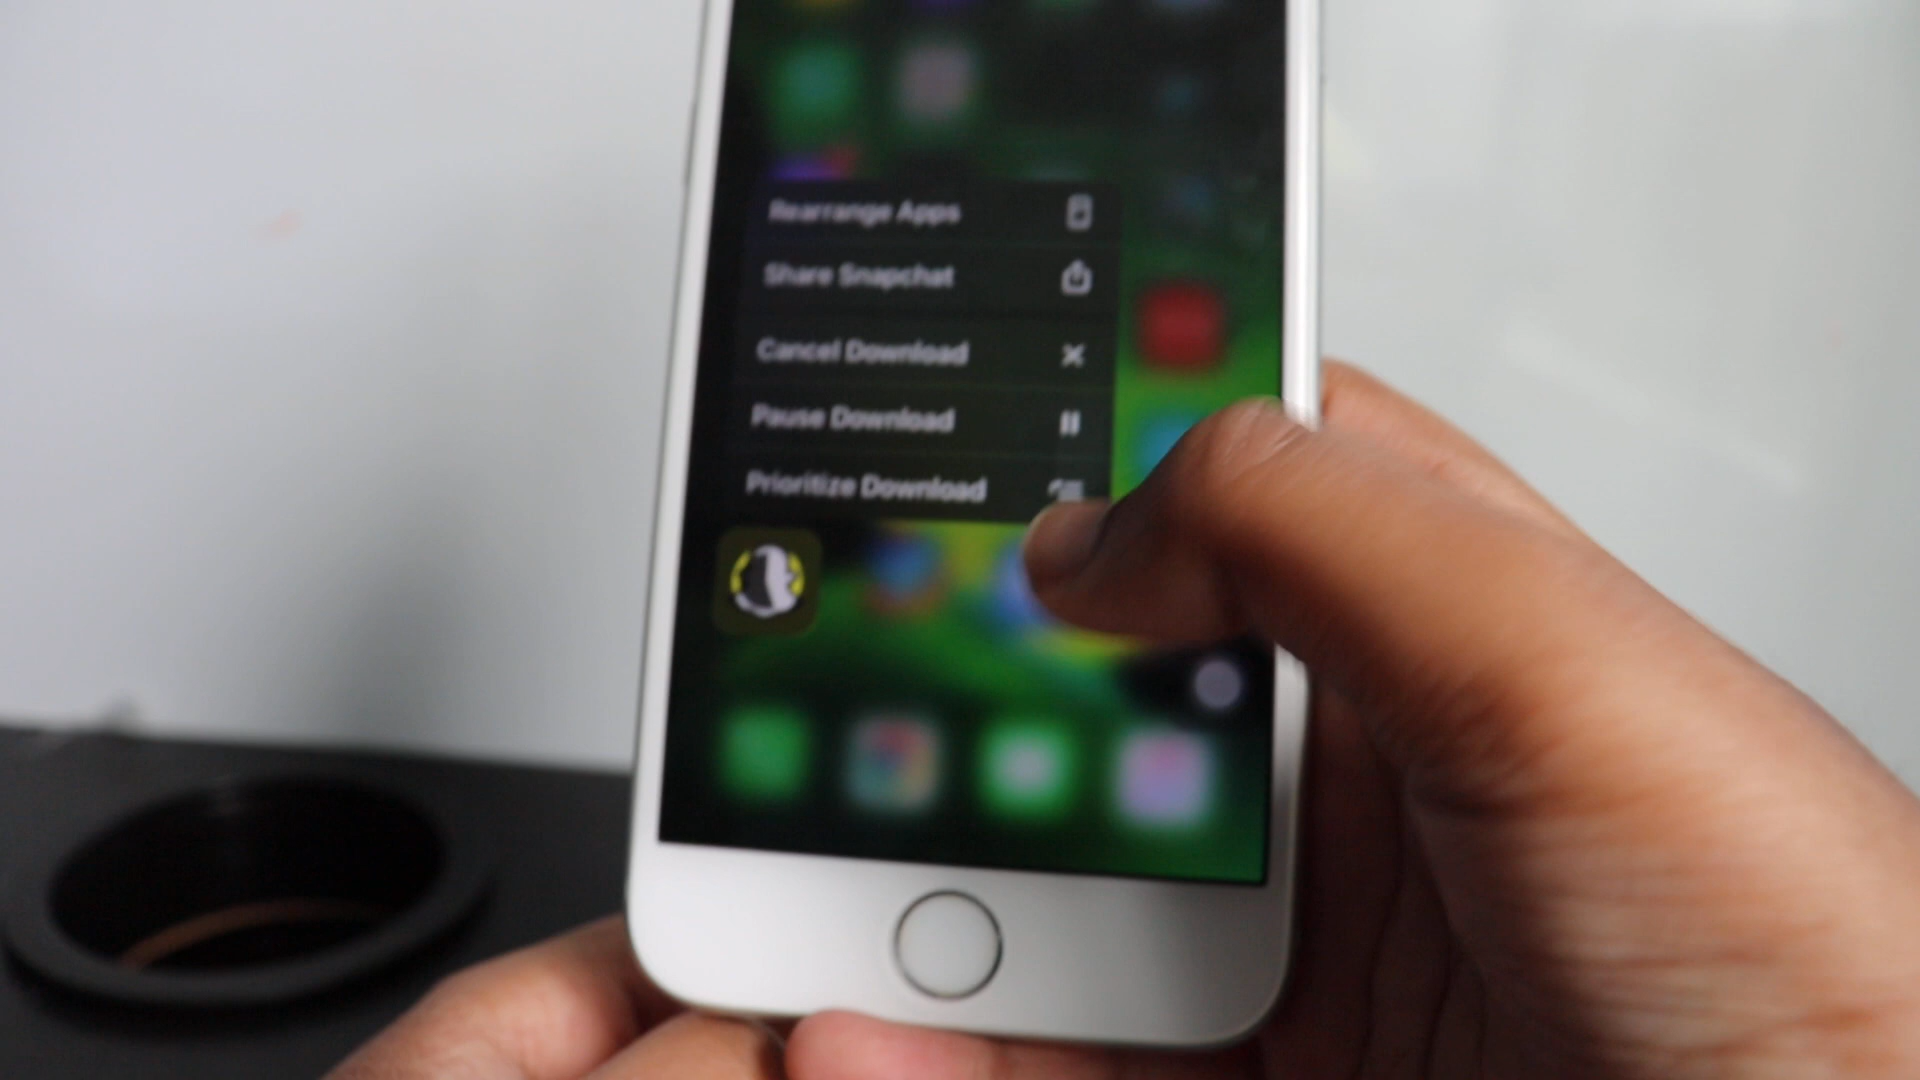 Rearrange Apps
Share Snapchat
Cancel Download
Pause Download
Prioritize Download